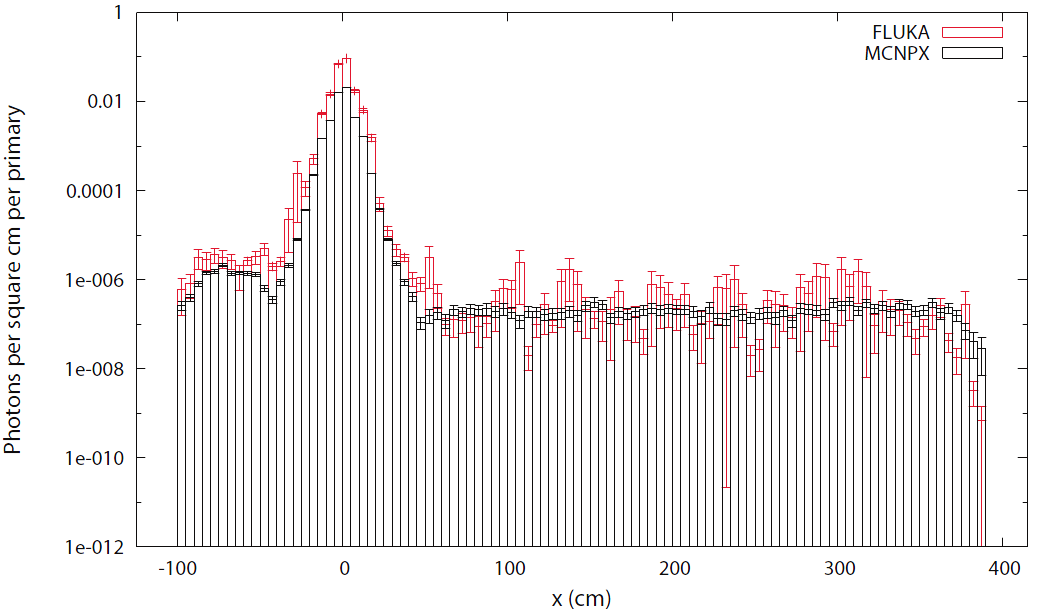 1
0.01
0.0001
1e-006
1e-008
1e-010
1e-012
Photons per square cm per primary
FLUKA
MCNPX
-100 0 100 200 300 400
x (cm)